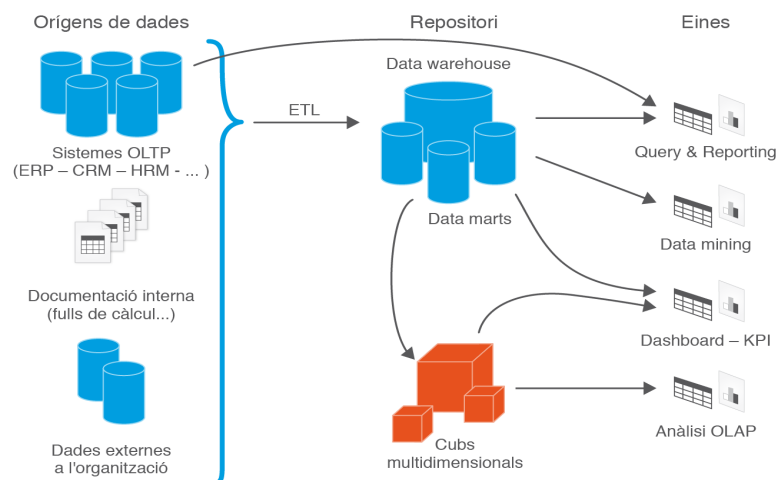 Orígens de dades
Repositori
Eines
Data warehouse
ETL
Sistemes OLTP
(ERP – CRM – HRM - ... )
Query & Reporting
Data marts
Data mining
Documentació interna
(fulls de càlcul...)
Dashboard – KPI
Anàlisi OLAP
Cubs
multidimensionals
Dades externes
a l'organització